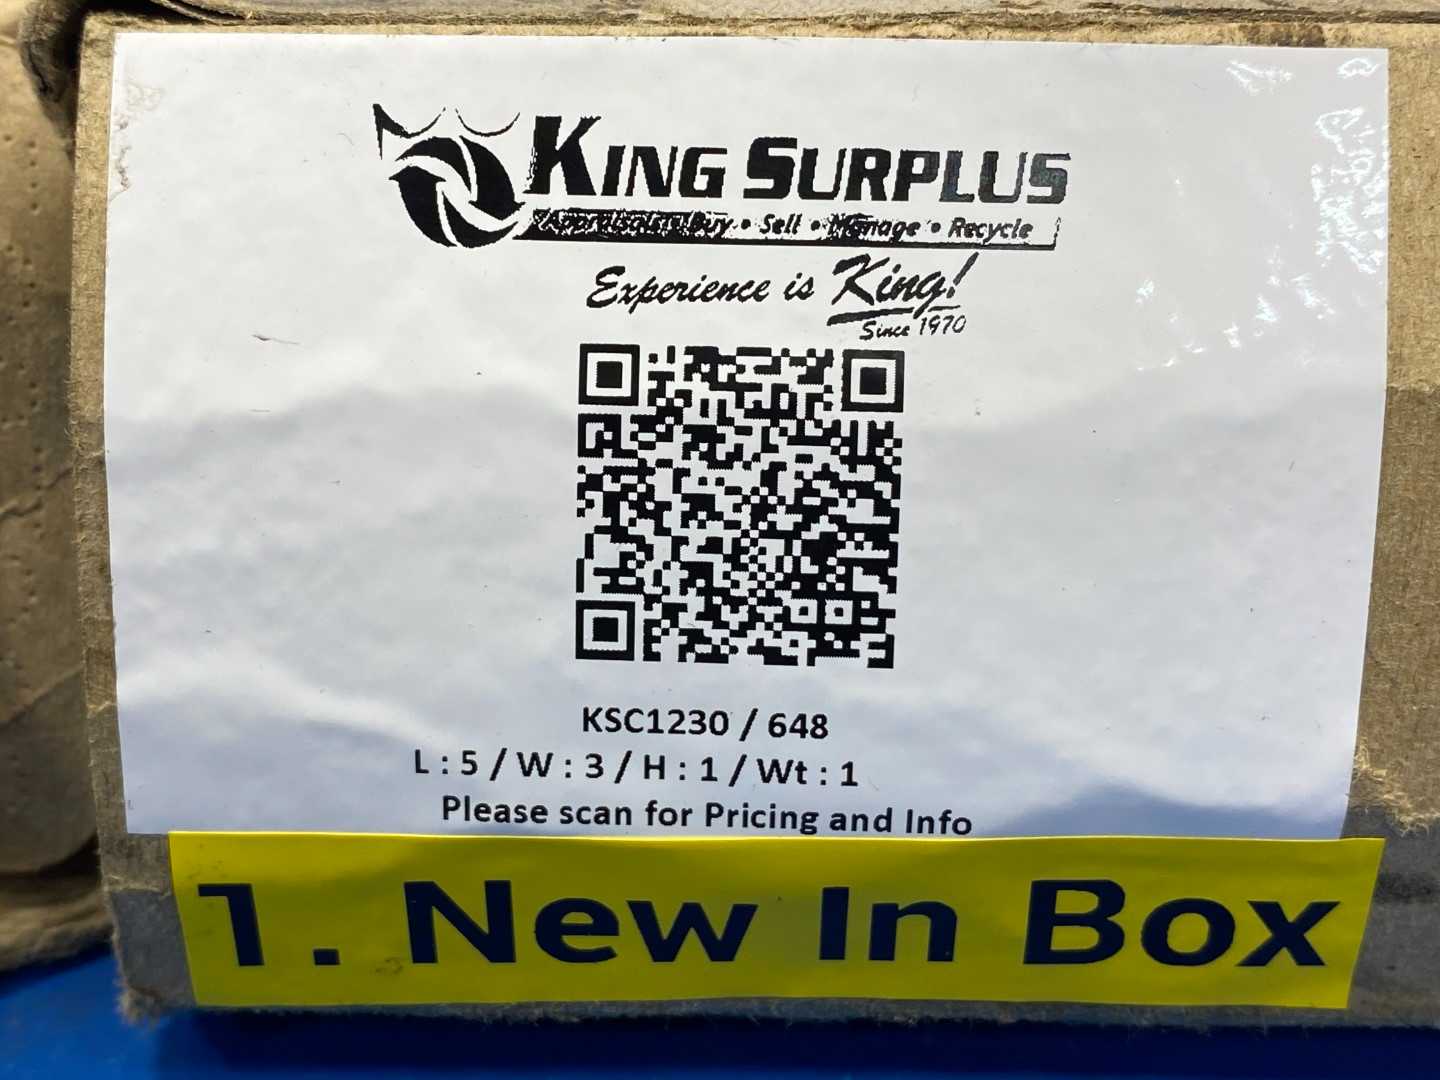 KING SURPLUS
Appraisals • Buy • Sell • Manage • Recycle
Experience is King!
Since 1970
KSC1230 / 648
L : 5 / W : 3 / H : 1 / Wt : 1
Please scan for Pricing and Info
1. New In Box